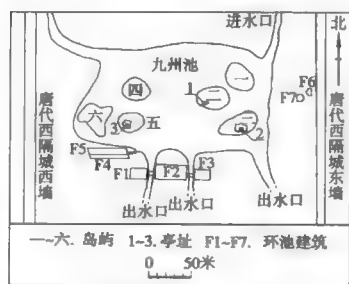 进水口
北
九州池
一
F6
F7
四
1
二
六
3
五
三
2
唐代西隔城西墙
唐代西隔城东墙
F5
F4
F1
F2
F3
出水口
出水口
出水口
一~六. 岛屿 1~3. 亭址 F1~F7. 环池建筑
0 50米